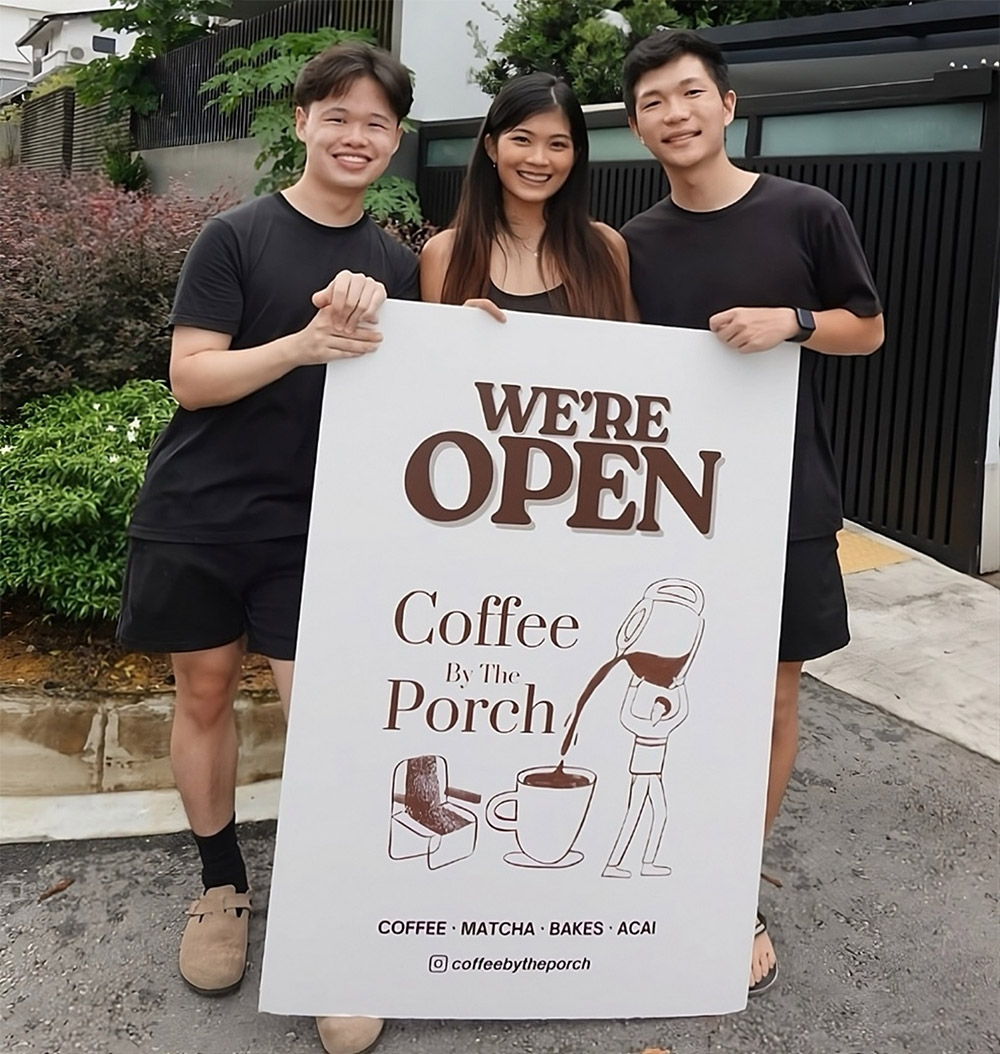 WE'RE
OPEN
Coffee
By The
Porch
COFFEE · MATCHA · BAKES · ACAI
coffeebytheporch